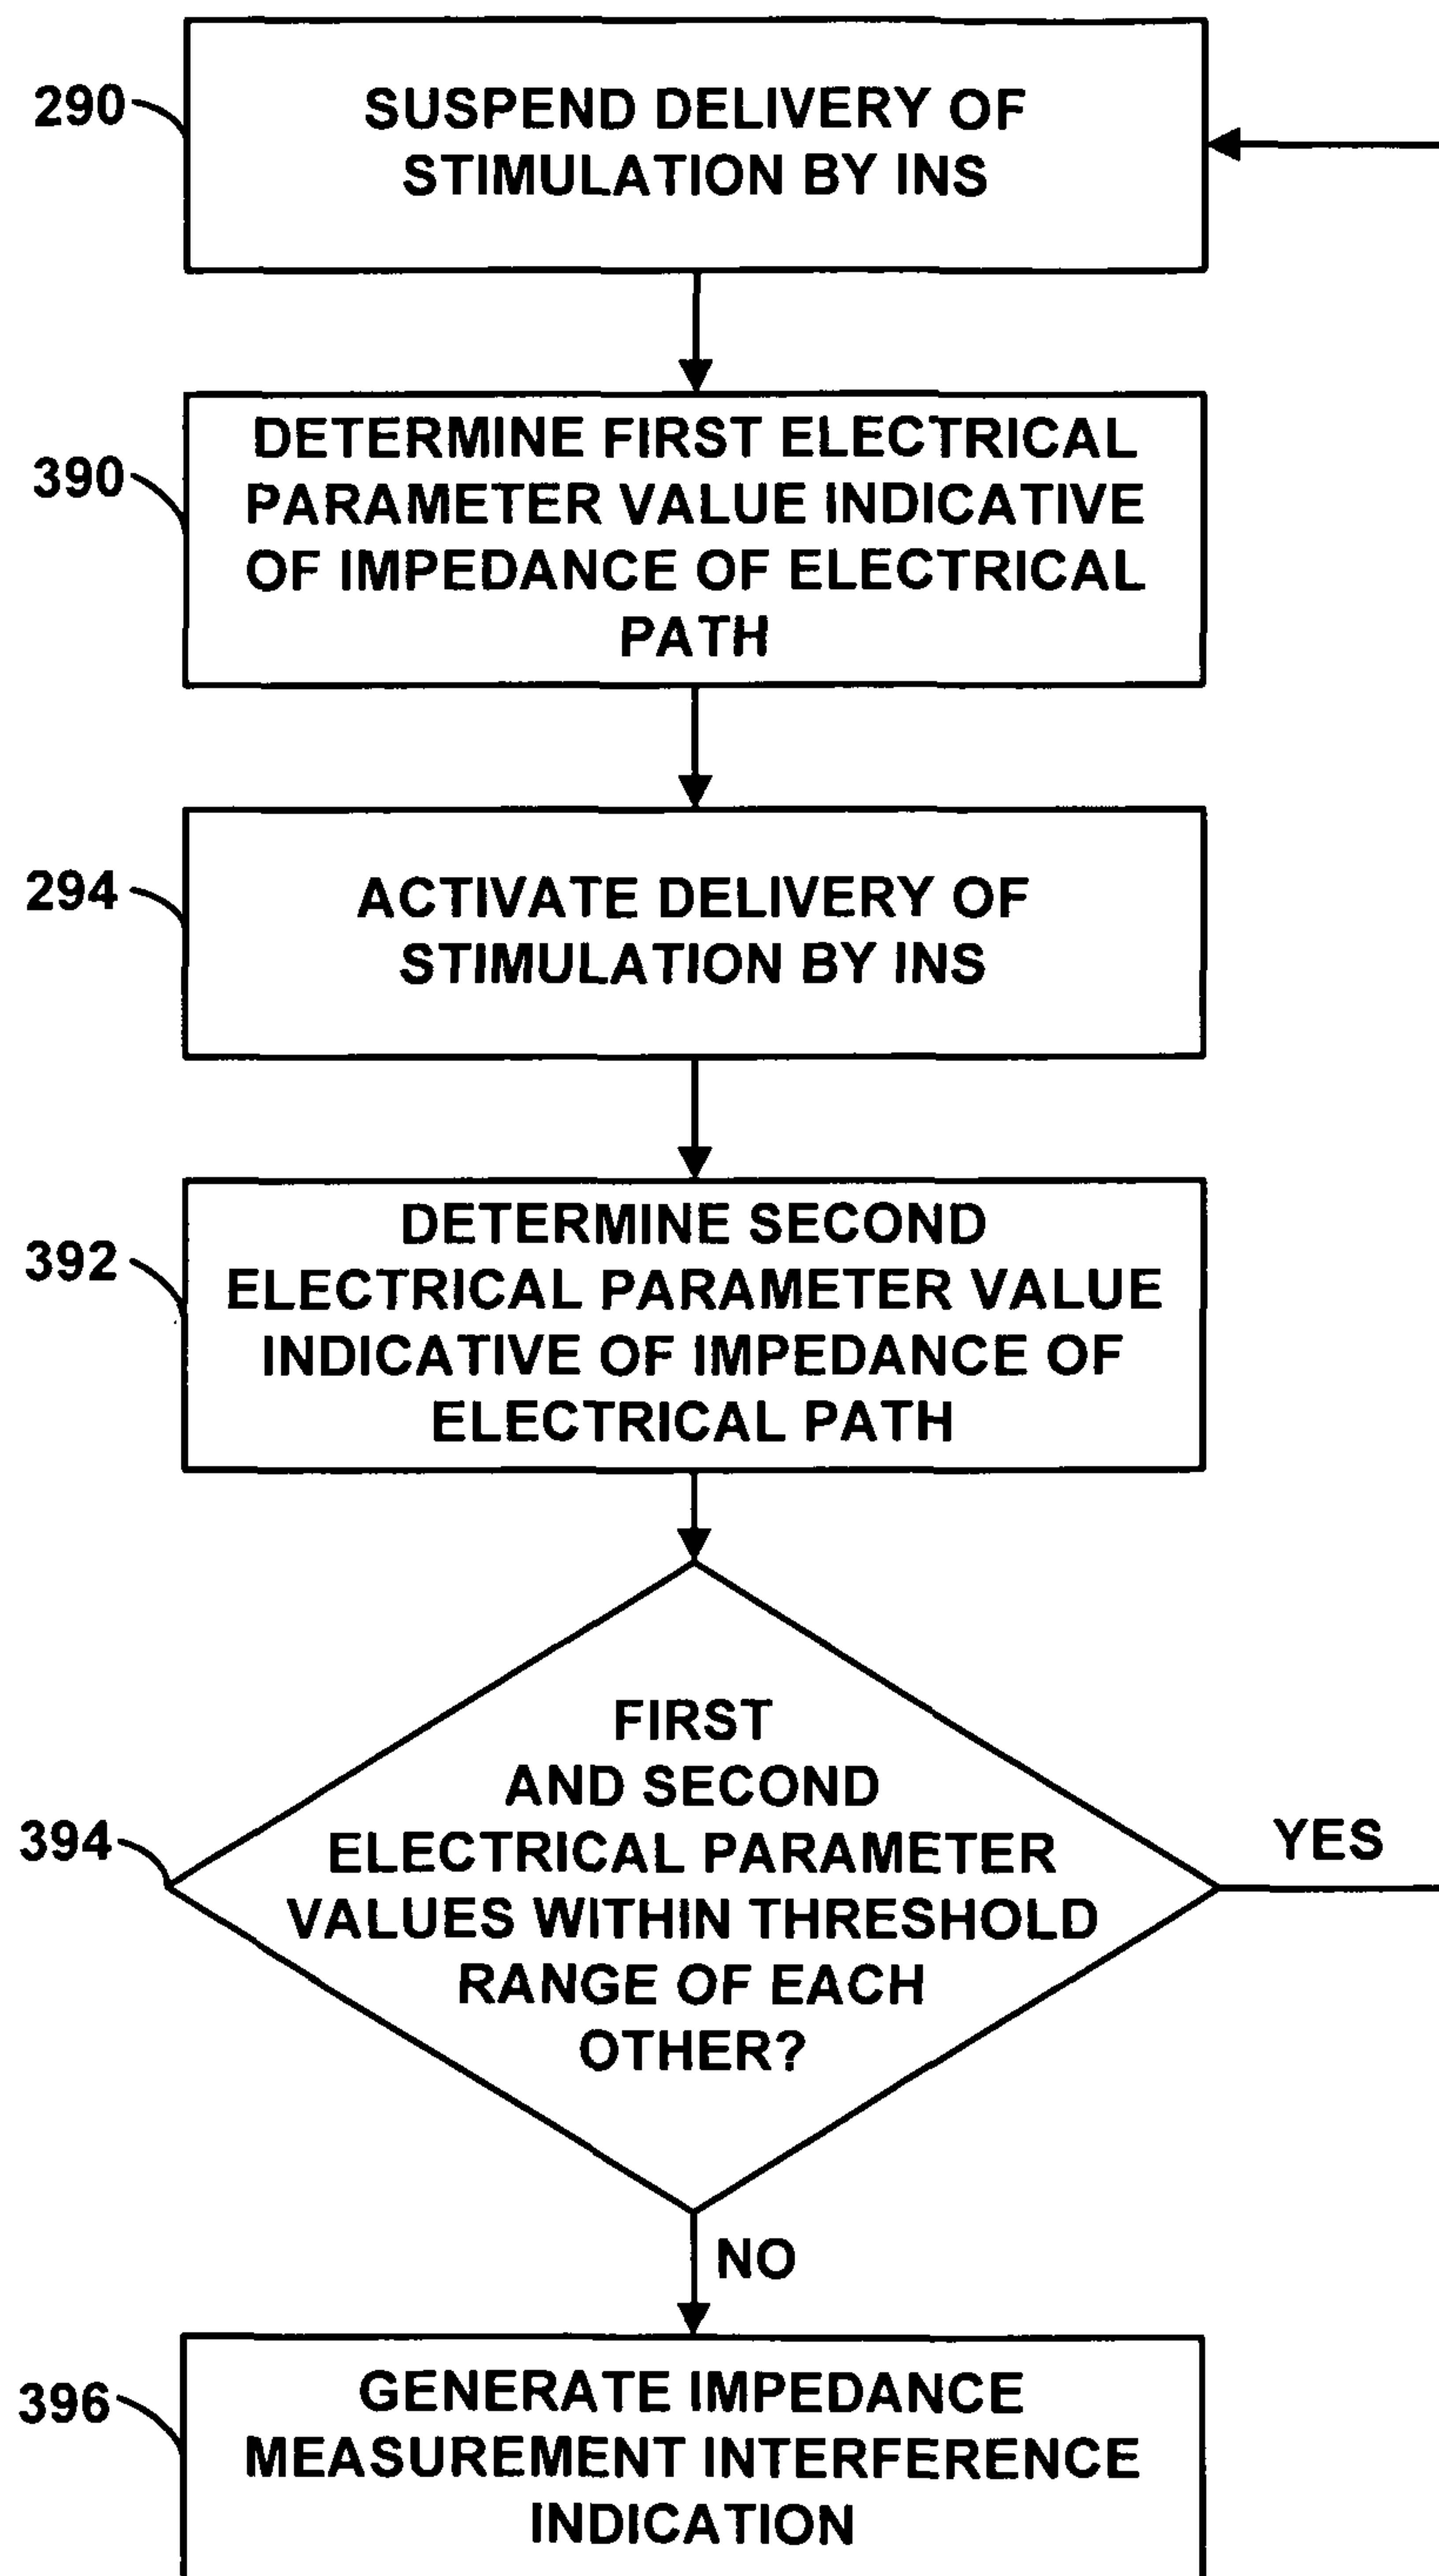 290
SUSPEND DELIVERY OF
STIMULATION BY INS
390
DETERMINE FIRST ELECTRICAL
PARAMETER VALUE INDICATIVE
OF IMPEDANCE OF ELECTRICAL
PATH
294
ACTIVATE DELIVERY OF
STIMULATION BY INS
392
DETERMINE SECOND
ELECTRICAL PARAMETER VALUE
INDICATIVE OF IMPEDANCE OF
ELECTRICAL PATH
394
FIRST
AND SECOND
ELECTRICAL PARAMETER
VALUES WITHIN THRESHOLD
RANGE OF EACH
OTHER?
YES
NO
396
GENERATE IMPEDANCE
MEASUREMENT INTERFERENCE
INDICATION